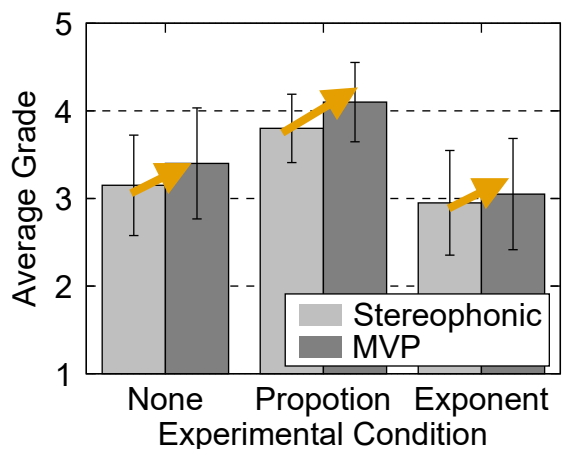 5
4
3
2
1
Average Grade
Stereophonic
MVP
None Propotion Exponent
Experimental Condition